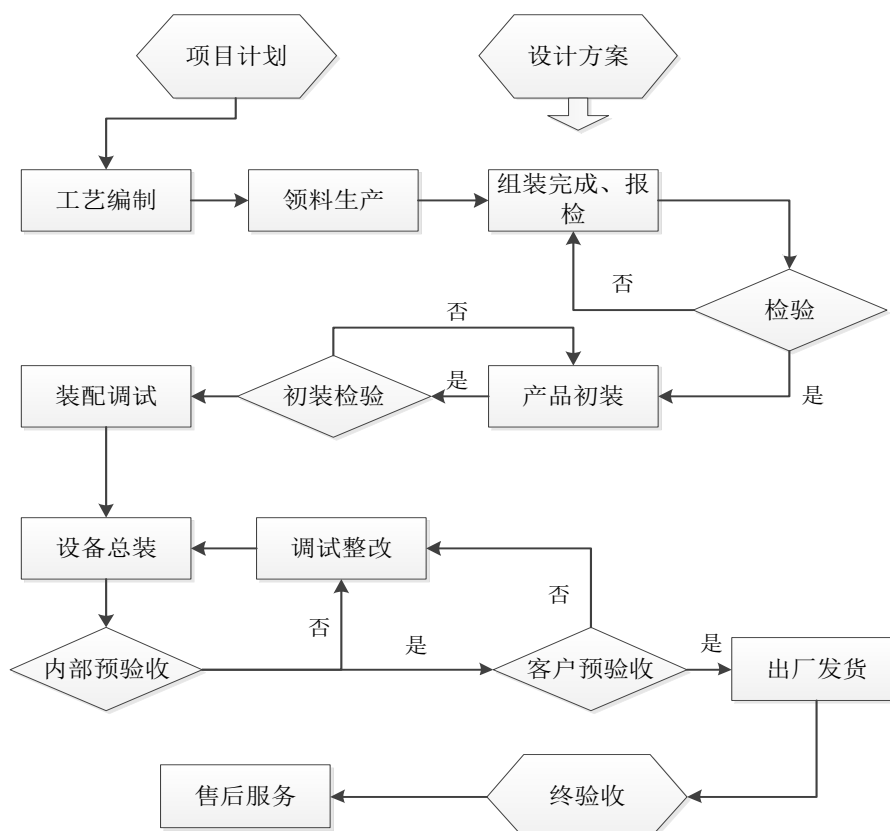 项目计划
设计方案
工艺编制
领料生产
组装完成、报
检
否
检验
否
装配调试
初装检验
是
产品初装
是
设备总装
调试整改
否
否
是
是
内部预验收
客户预验收
出厂发货
售后服务
终验收